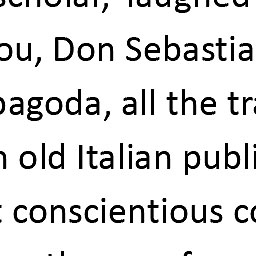 scholar, laughed
ou, Don Sebastia
pagoda, all the tra
n old Italian publi
conscientious co